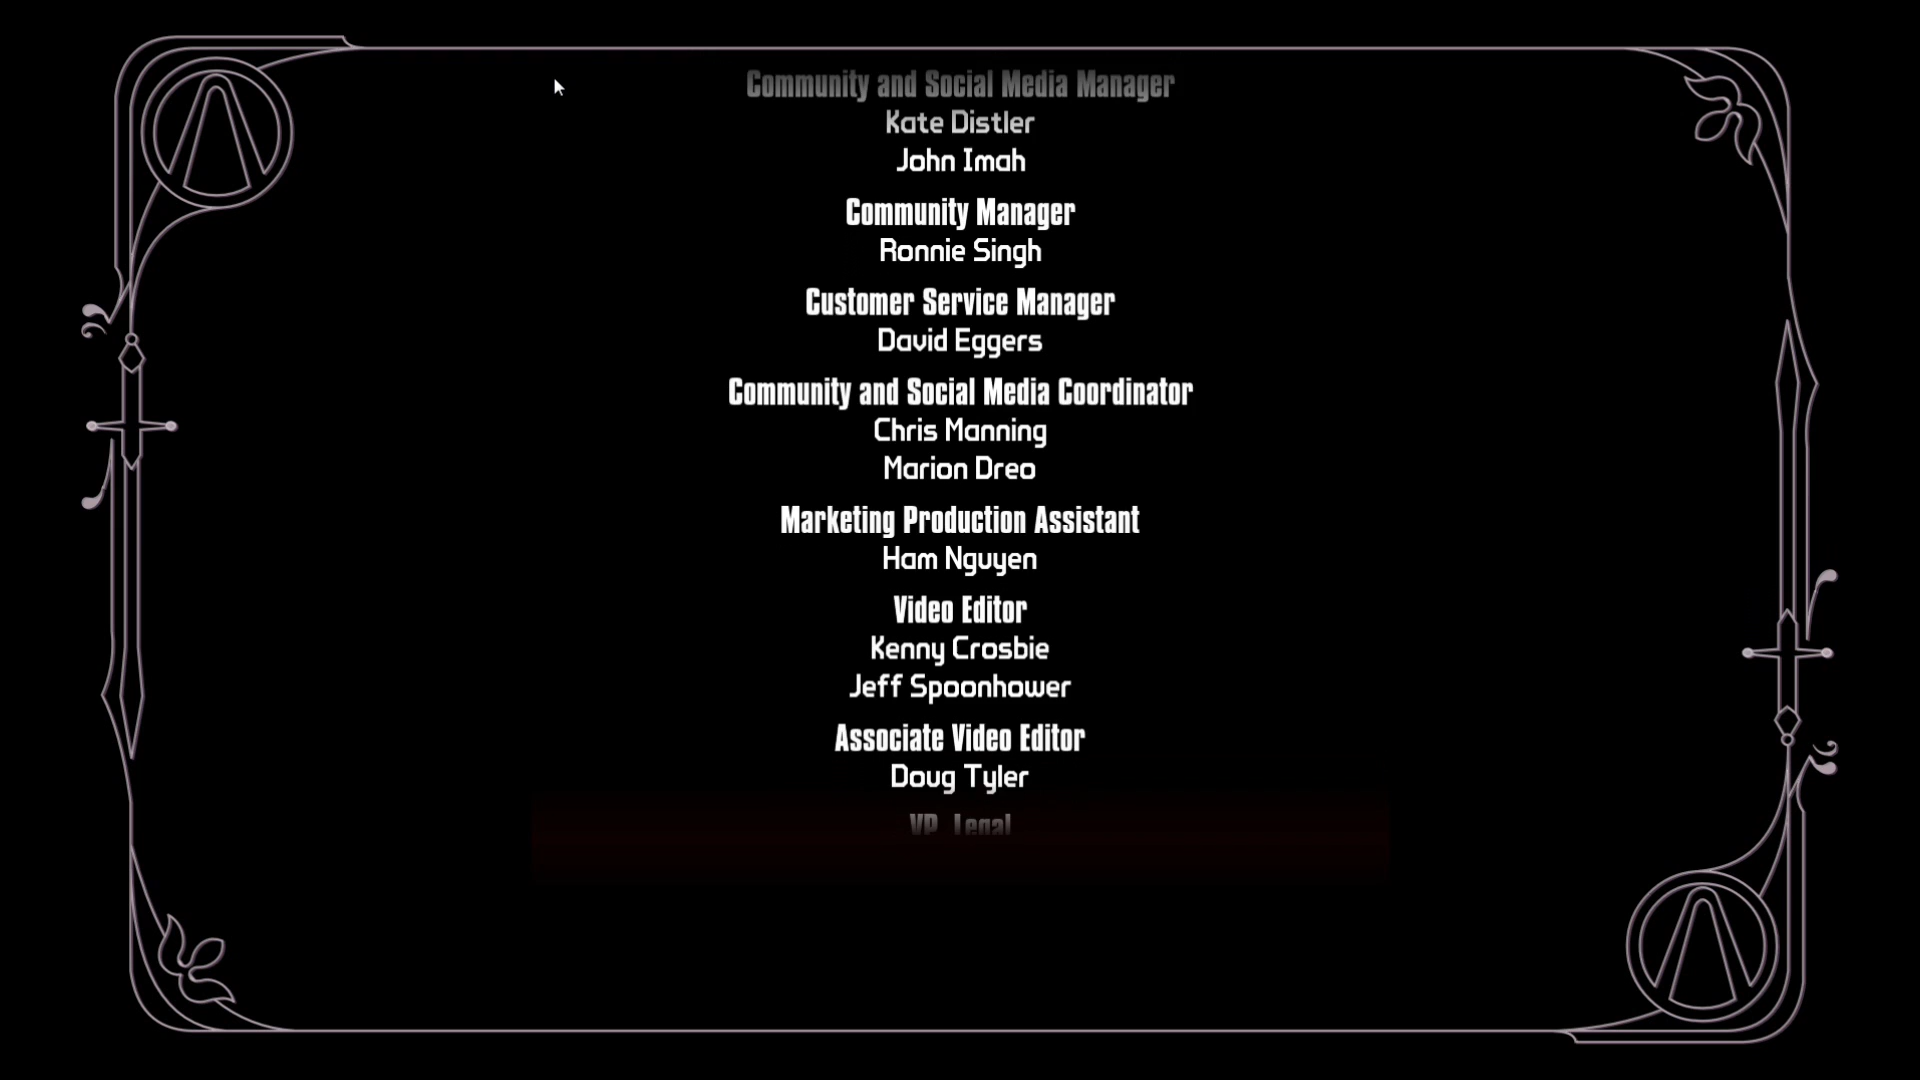 Community and Social Media Manager
Kate Distler
John Imah
Community Manager
Ronnie Singh
Customer Service Manager
David Eggers
Community and Social Media Coordinator
Chris Manning
Marion Dreo
Marketing Production Assistant
Ham Nguyen
Video Editor
Kenny Crosbie
Jeff Spoonhower
Associate Video Editor
Doug Tyler
VP, Legal